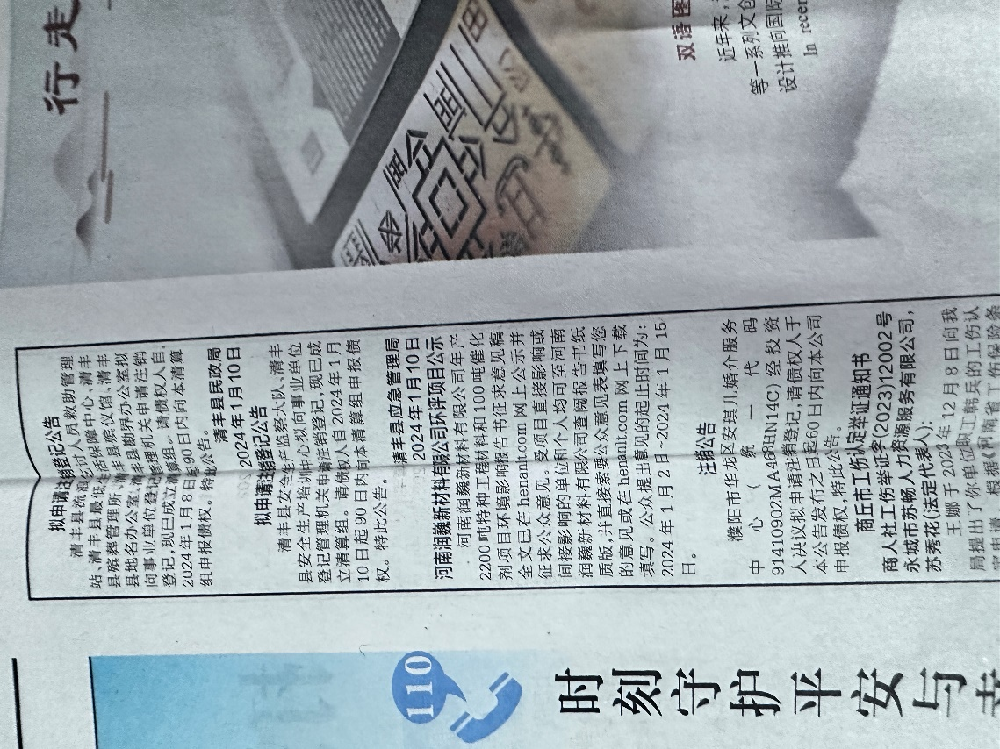 行走
双语图
近年来,
等一系列文创
设计推向国际
In recen
拟申请注销登记公告
清丰县流浪乞讨人员救助管理
站、清丰县最低生活保障中心、清丰
县殡葬管理所、清丰县殡仪馆、清丰
县地名办公室、清丰县勘界办公室拟
向事业单位登记管理机关申请注销
登记,现已成立清算组。请债权人自
2024年1月8日起90日内向本清算
组申报债权。特此公告。
清丰县民政局
2024年1月10日
拟申请注销登记公告
清丰县安全生产监察大队、清丰
县安全生产培训中心拟向事业单位
登记管理机关申请注销登记,现已成
立清算组。请债权人自2024年1月
10日起90日内向本清算组申报债
权。特此公告。
清丰县应急管理局
2024年1月10日
河南润巍新材料有限公司环评项目公示
河南润巍新材料有限公司年产
2200吨特种工程材料和100吨催化
剂项目环境影响报告书征求意见稿
全文已在henant.com网上公示并
征求公众意见。受项目直接影响或
间接影响的单位和个人均可至河南
润巍新材料有限公司查阅报告书纸
质版,并直接索要公众意见表填写您
的意见或在henant.com网上下载
填写。公众提出意见的起止时间为:
2024年1月2日~2024年1月15
日。
注销公告
濮阳市华龙区安琪儿婚介服务
中心(统一代码
91410902MA468HN14C)经投资
人决议拟申请注销登记,请债权人于
本公告发布之日起60日内向本公司
申报债权,特此公告。
商丘市工伤认定举证通知书
商人社工伤举证字(2023)12002号
永城市苏畅人力资源服务有限公司,
苏秀花(法定代表人):
王娜于2023年12月8日向我
局提出了你单位职工韩兵的工伤认
定申请，根据《河南省工伤保险条
110
时刻守护平安与幸